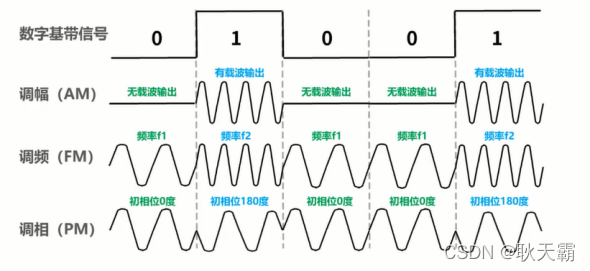 数字基带信号 0 1 0 0 1
有载波输出 有载波输出
调幅（AM） 无载波输出 无载波输出 无载波输出
频率f1 频率f2 频率f1 频率f1 频率f2
调频（FM）
初相位0度 初相位180度 初相位0度 初相位0度 初相位180度
调相（PM）
CSDN @耿天霸